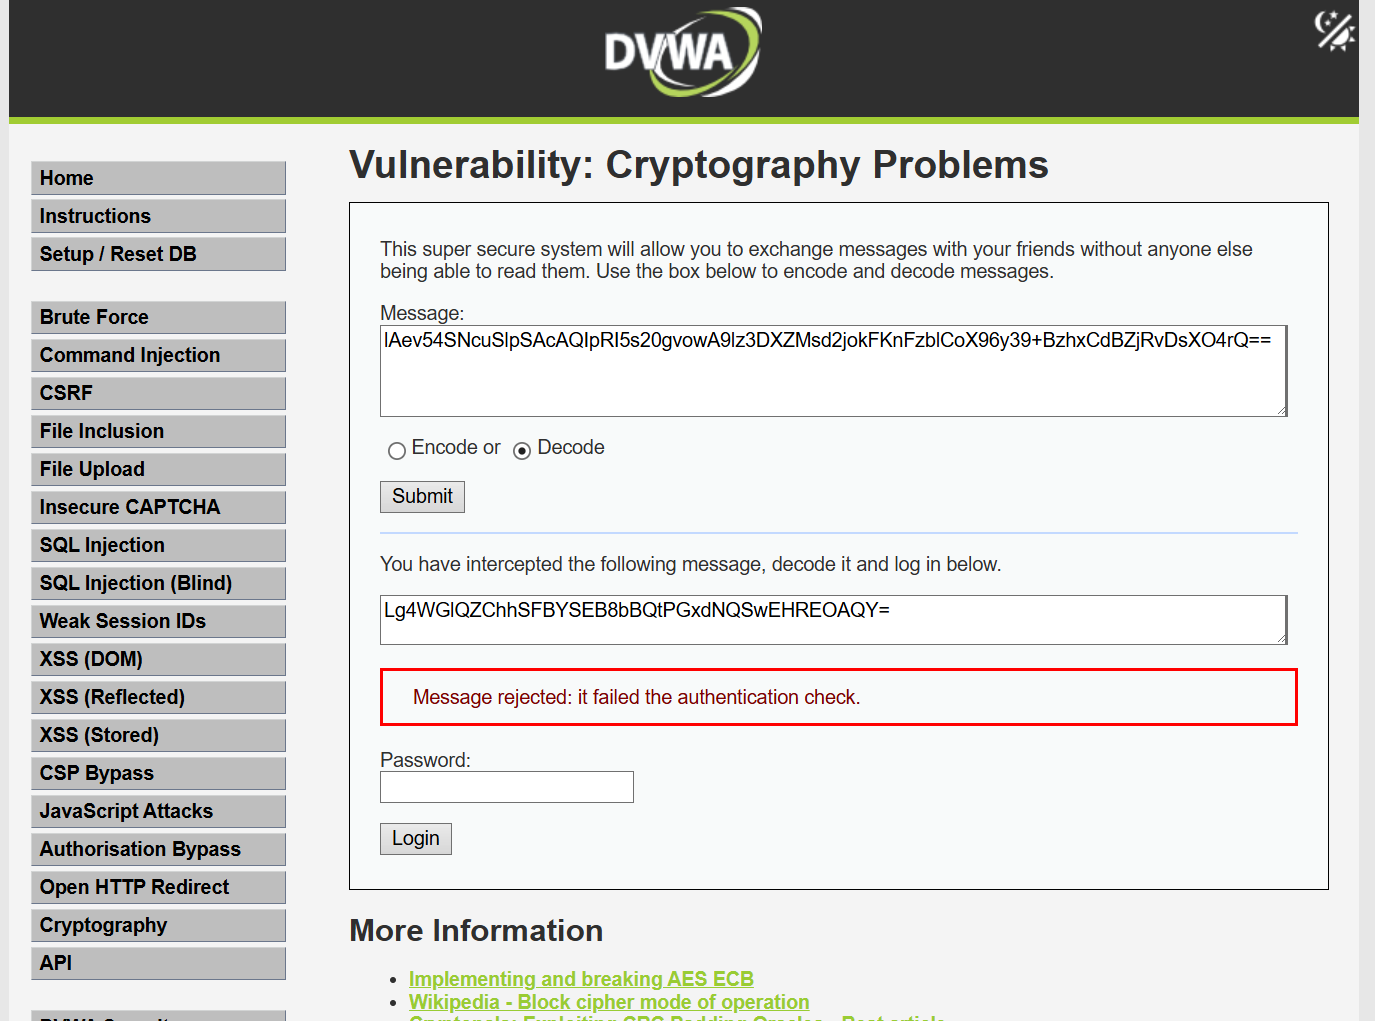 DVWA
Vulnerability: Cryptography Problems
Home
Instructions
Setup / Reset DB
Brute Force
Command Injection
CSRF
File Inclusion
File Upload
Insecure CAPTCHA
SQL Injection
SQL Injection (Blind)
Weak Session IDs
XSS (DOM)
XSS (Reflected)
XSS (Stored)
CSP Bypass
JavaScript Attacks
Authorisation Bypass
Open HTTP Redirect
Cryptography
API
This super secure system will allow you to exchange messages with your friends without anyone else
being able to read them. Use the box below to encode and decode messages.
Message:
lAev54SNcuSlpSAcAQIpRI5s20gvowA9lz3DXZMsd2jokFKnFzblCoX96y39+BzhxCdBZjRvDsXO4rQ==
Encode or Decode
Submit
You have intercepted the following message, decode it and log in below.
Lg4WGlQZChhSFBYSEB8bBQtPGxdNQSwEHREOAQY=
Message rejected: it failed the authentication check.
Password:
Login
More Information
Implementing and breaking AES ECB
Wikipedia - Block cipher mode of operation